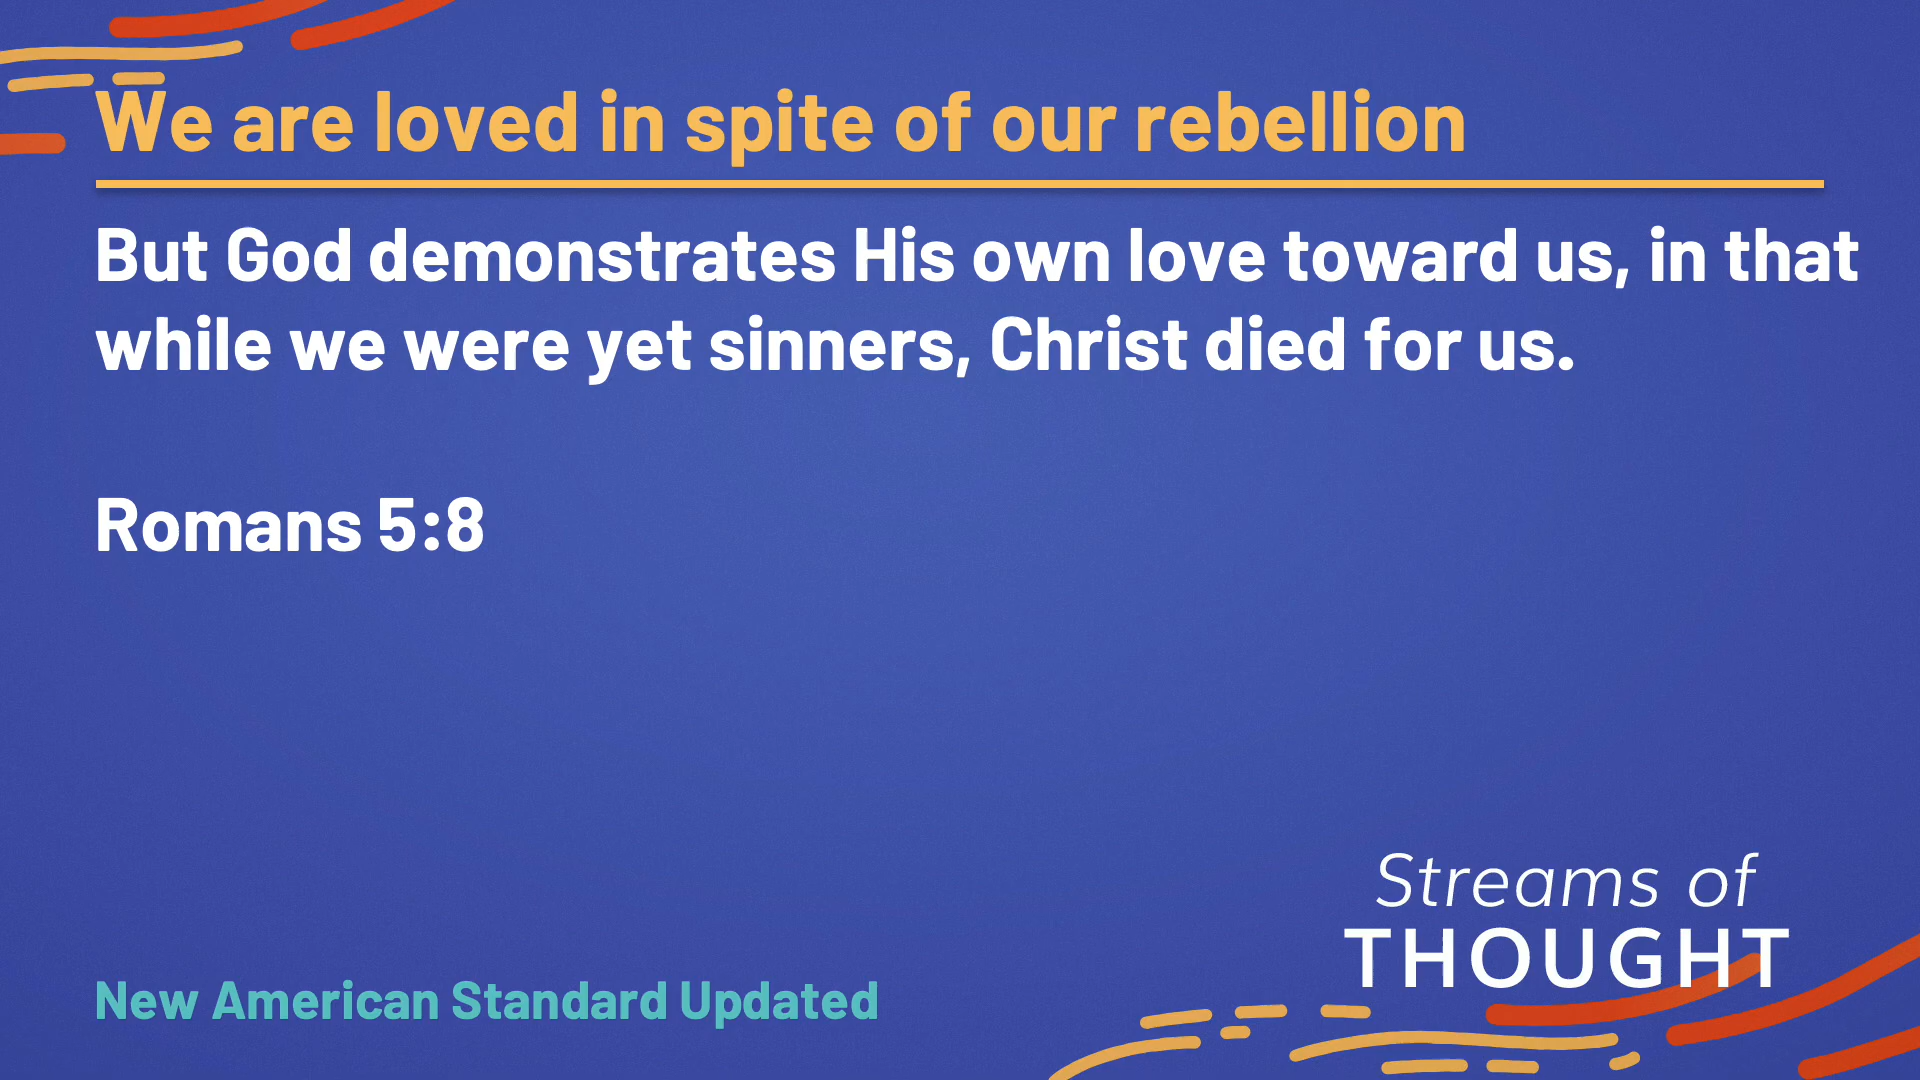 We are loved in spite of our rebellion
But God demonstrates His own love toward us, in that
while we were yet sinners, Christ died for us.
Romans 5:8
Streams of
THOUGHT
New American Standard Updated